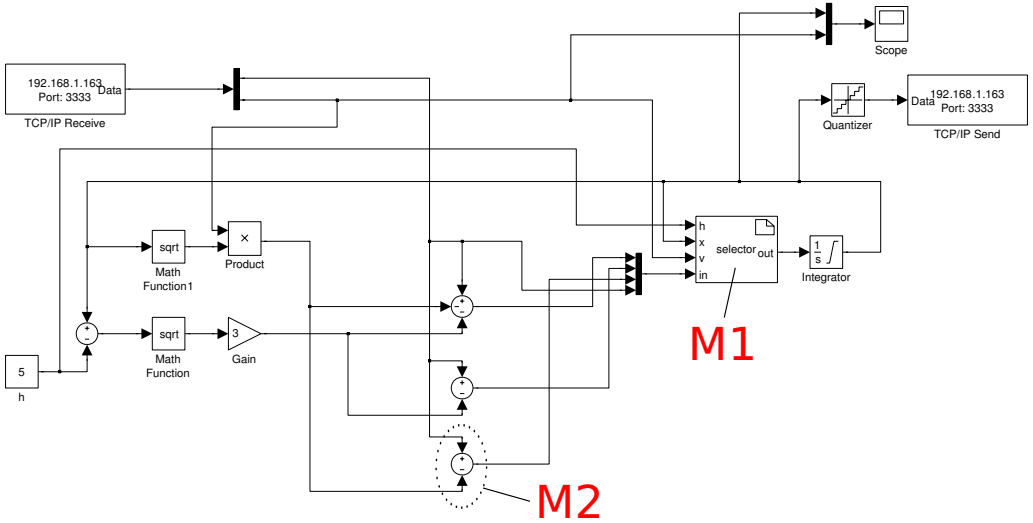 Scope
192.168.1.163
Port: 3333
Data
TCP/IP Receive
Quantizer
Data
192.168.1.163
Port: 3333
TCP/IP Send
sqrt
Math
Function1
×
Product
h
x
v
in
selector
out
1
s
Integrator
+
−
sqrt
Math
Function
3
Gain
5
h
+
−
−
+
−
+
−
M1
M2